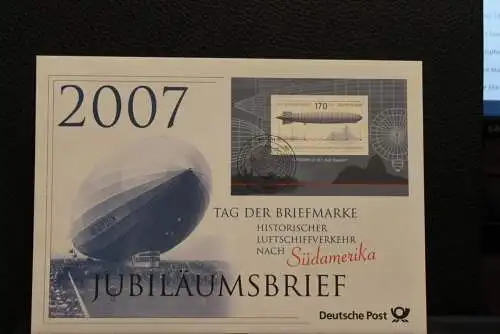 2007
170
TAG DER BRIEFMARKE
HISTORISCHER
LUFTSCHIFFVERKEHR
NACH Südamerika
JUBILÄUMSBRIEF
Deutsche Post